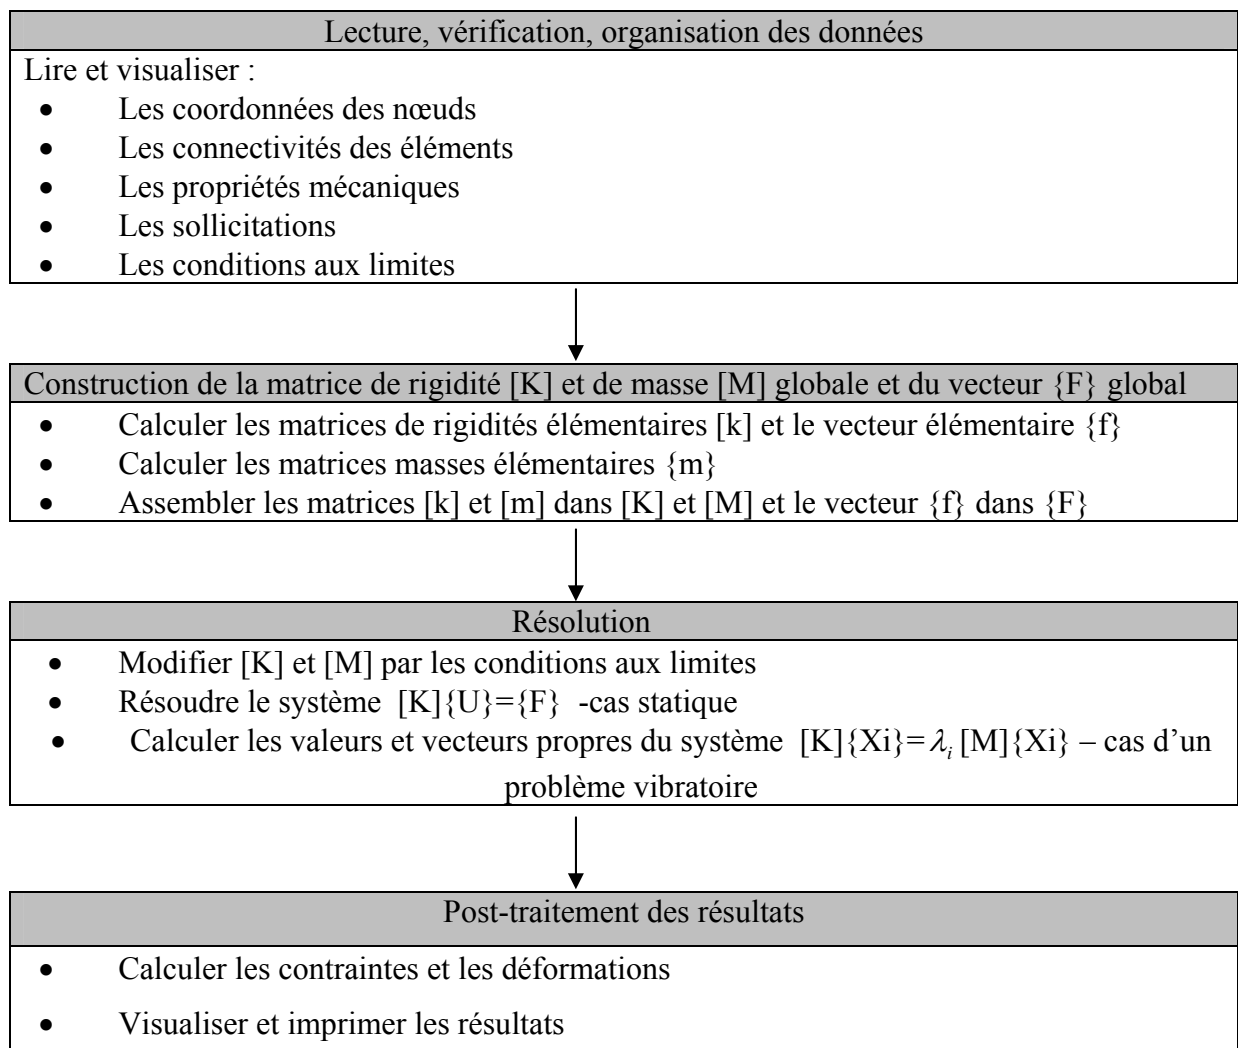 Lecture, vérification, organisation des données
Lire et visualiser :
• Les coordonnées des nœuds
• Les connectivités des éléments
• Les propriétés mécaniques
• Les sollicitations
• Les conditions aux limites
Construction de la matrice de rigidité [K] et de masse [M] globale et du vecteur {F} global
• Calculer les matrices de rigidités élémentaires [k] et le vecteur élémentaire {f}
• Calculer les matrices masses élémentaires {m}
• Assembler les matrices [k] et [m] dans [K] et [M] et le vecteur {f} dans {F}
Résolution
• Modifier [K] et [M] par les conditions aux limites
• Résoudre le système [K]{U}={F} -cas statique
• Calculer les valeurs et vecteurs propres du système [K]{Xi}=λi [M]{Xi} – cas d’un
problème vibratoire
Post-traitement des résultats
• Calculer les contraintes et les déformations
• Visualiser et imprimer les résultats